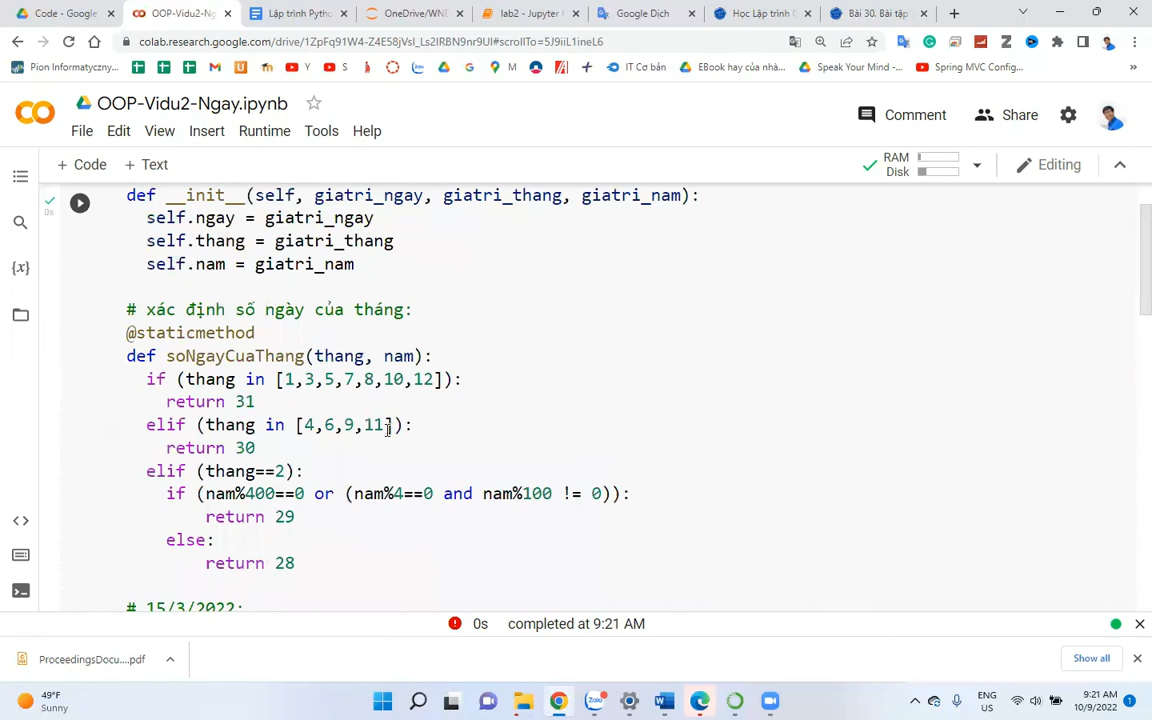 Code - Google
OOP-Vidu2-Ng
Lập trình Pyth
OneDrive/WNE
lab2 - Jupyter
Google Dịch
Học Lập trình
Bài 30. Bài tập
colab.research.google.com/drive/1ZpFq91W4-Z4E58jVsl_Ls2IRBN9nr9UI#scrollTo=5J9iiL1ineL6
Pion Informatyczny...
Y
S
M
IT Cơ bản
EBook hay của nhà...
Speak Your Mind -...
Spring MVC Config...
»
CO
OOP-Vidu2-Ngay.ipynb
Comment
Share
File Edit View Insert Runtime Tools Help
+ Code + Text
RAM
Disk
Editing
0s
def __init__(self, giatri_ngay, giatri_thang, giatri_nam):
self.ngay = giatri_ngay
self.thang = giatri_thang
self.nam = giatri_nam
# xác định số ngày của tháng:
@staticmethod
def soNgayCuaThang(thang, nam):
if (thang in [1,3,5,7,8,10,12]):
return 31
elif (thang in [4,6,9,11]):
return 30
elif (thang==2):
if (nam%400==0 or (nam%4==0 and nam%100 != 0)):
return 29
else:
return 28
# 15/3/2022:
{x}
<>
0s completed at 9:21 AM
ProceedingsDocu....pdf
Show all
49°F
Sunny
Zalo
ENG
US
9:21 AM
10/9/2022
1